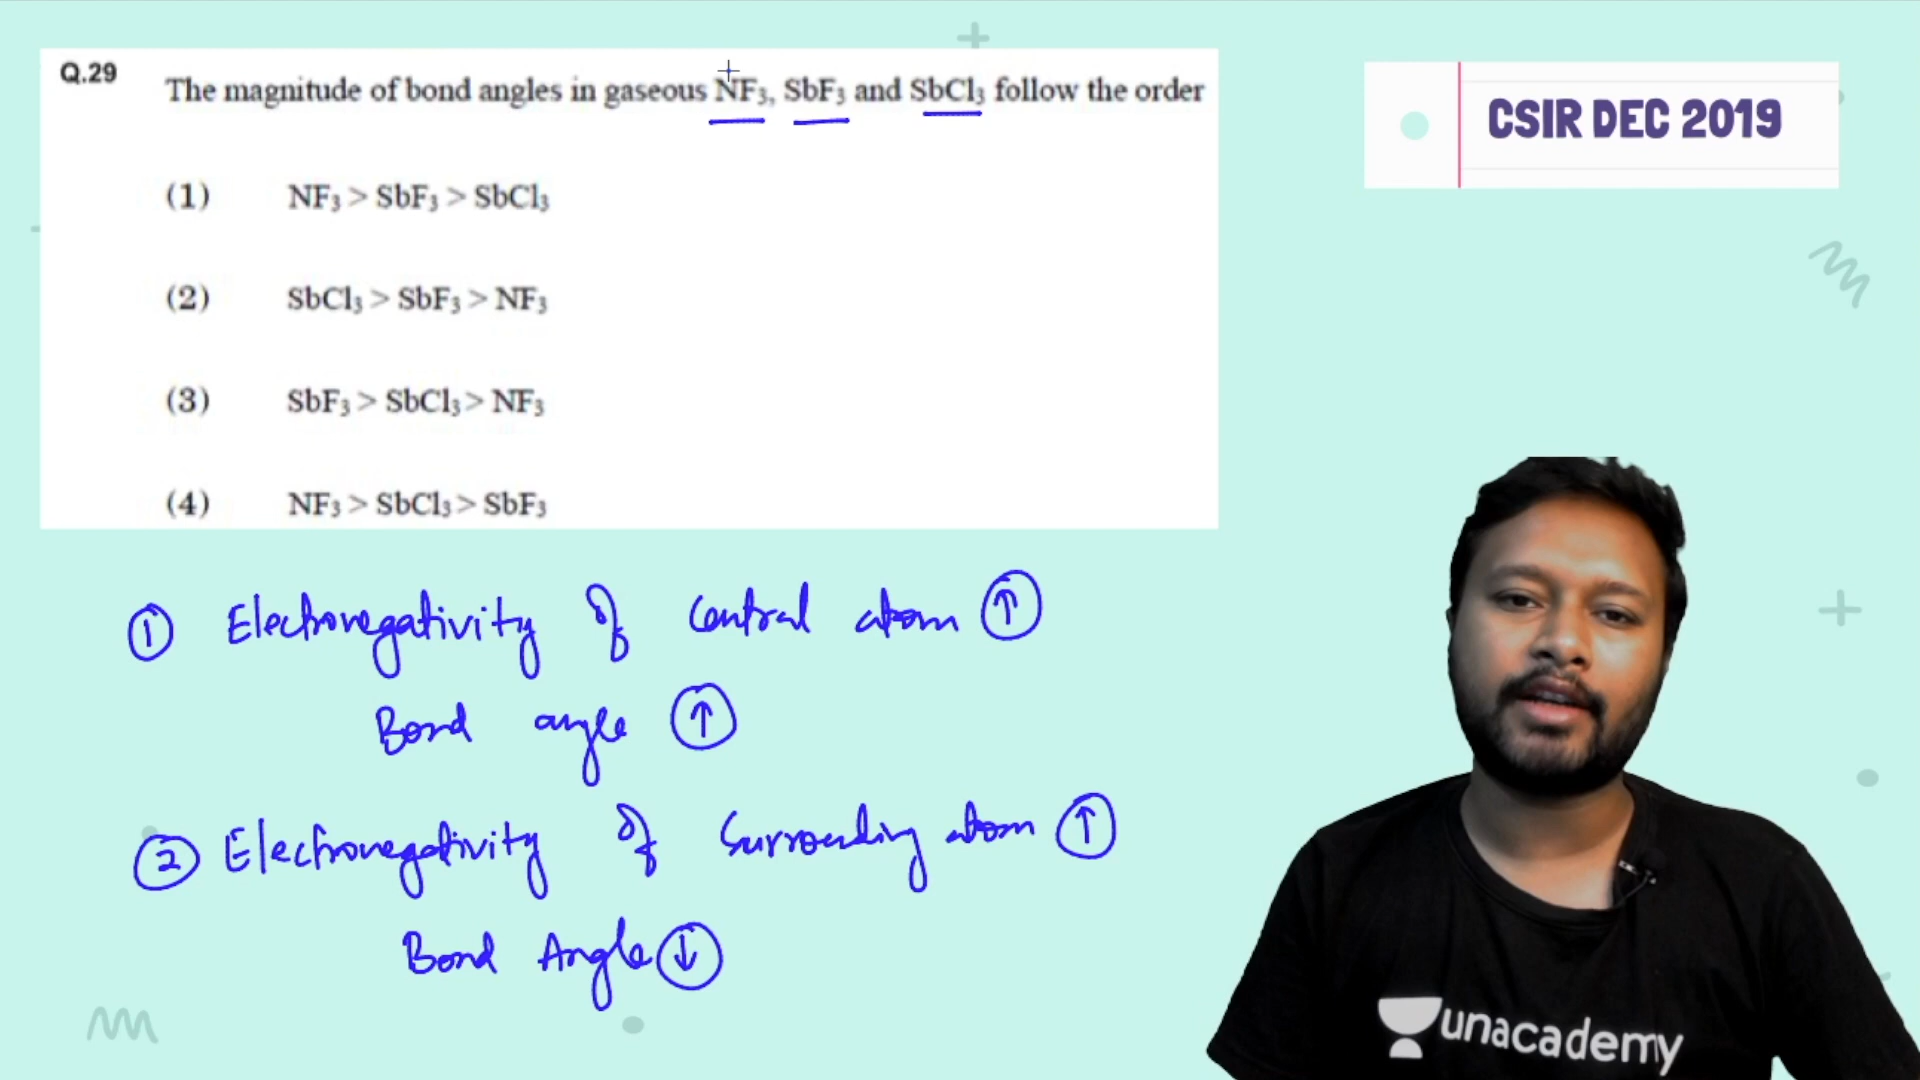 Q.29 The magnitude of bond angles in gaseous NF₃, SbF₃ and SbCl₃ follow the order
CSIR DEC 2019
(1) NF₃ > SbF₃ > SbCl₃
(2) SbCl₃ > SbF₃ > NF₃
(3) SbF₃ > SbCl₃ > NF₃
(4) NF₃ > SbCl₃ > SbF₃
① Electronegativity of Central atom ↑
Bond angle ↑
② Electronegativity of Surrounding atom ↑
Bond Angle ↓
unacademy